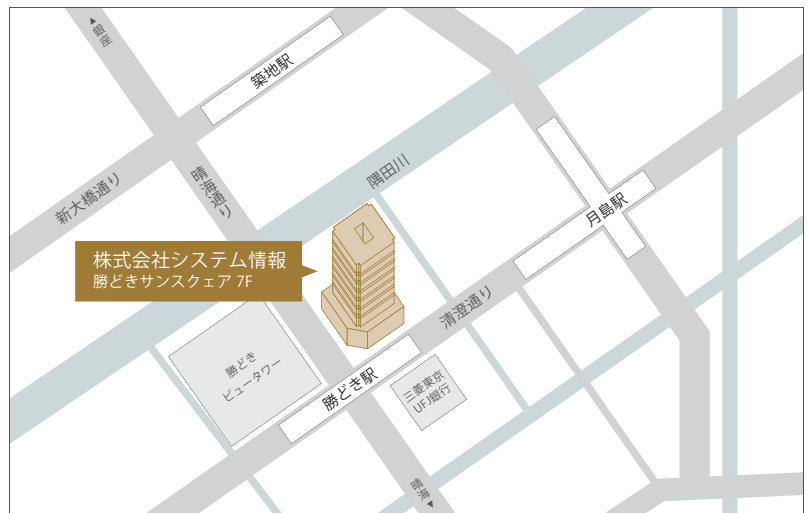 ▲銀座
築地駅
新大橋通り
晴海通り
隅田川
月島駅
株式会社システム情報
勝どきサンスクェア 7F
清澄通り
勝どき
ビュータワー
勝どき駅
三菱東京
UFJ銀行
晴海▼